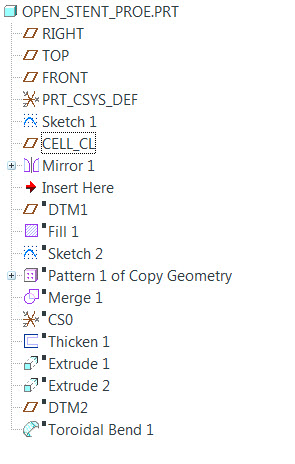 OPEN_STENT_PROE.PRT
RIGHT
TOP
FRONT
PRT_CSYS_DEF
Sketch 1
CELL_CL
Mirror 1
Insert Here
DTM1
Fill 1
Sketch 2
Pattern 1 of Copy Geometry
Merge 1
CS0
Thicken 1
Extrude 1
Extrude 2
DTM2
Toroidal Bend 1